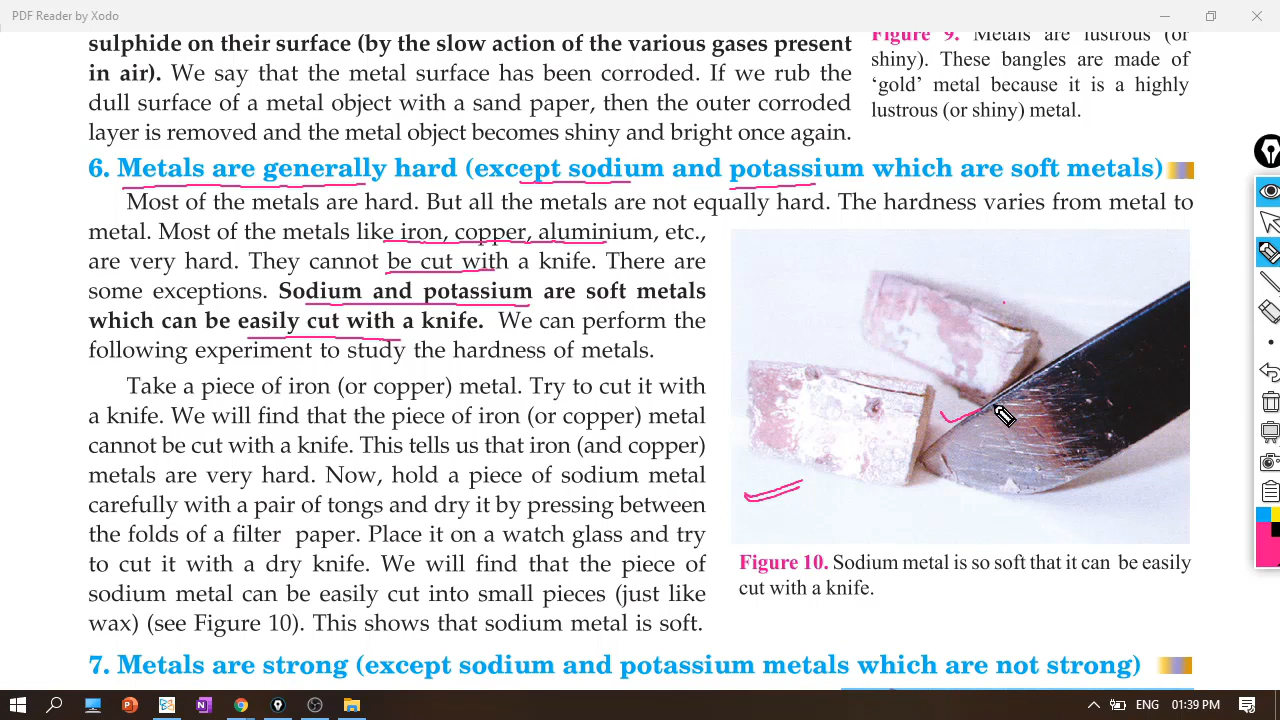 PDF Reader by Xodo
sulphide on their surface (by the slow action of the various gases present
in air). We say that the metal surface has been corroded. If we rub the
dull surface of a metal object with a sand paper, then the outer corroded
layer is removed and the metal object becomes shiny and bright once again.
Figure 9. Metals are lustrous (or
shiny). These bangles are made of
‘gold’ metal because it is a highly
lustrous (or shiny) metal.
6. Metals are generally hard (except sodium and potassium which are soft metals)
Most of the metals are hard. But all the metals are not equally hard. The hardness varies from metal to
metal. Most of the metals like iron, copper, aluminium, etc.,
are very hard. They cannot be cut with a knife. There are
some exceptions. Sodium and potassium are soft metals
which can be easily cut with a knife. We can perform the
following experiment to study the hardness of metals.
Take a piece of iron (or copper) metal. Try to cut it with
a knife. We will find that the piece of iron (or copper) metal
cannot be cut with a knife. This tells us that iron (and copper)
metals are very hard. Now, hold a piece of sodium metal
carefully with a pair of tongs and dry it by pressing between
the folds of a filter paper. Place it on a watch glass and try
to cut it with a dry knife. We will find that the piece of
sodium metal can be easily cut into small pieces (just like
wax) (see Figure 10). This shows that sodium metal is soft.
Figure 10. Sodium metal is so soft that it can be easily
cut with a knife.
7. Metals are strong (except sodium and potassium metals which are not strong)
ENG 01:39 PM